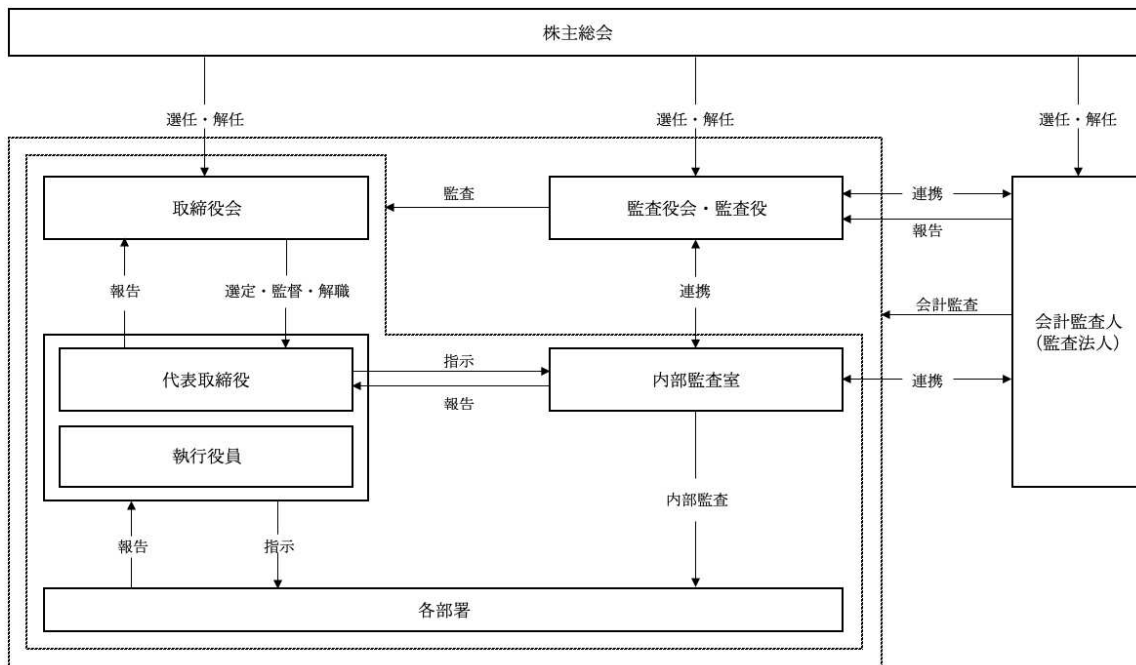 株主総会
選任・解任
選任・解任
選任・解任
取締役会
監査
監査役会・監査役
連携
報告
報告
選定・監督・解職
連携
会計監査
会計監査人
（監査法人）
代表取締役
指示
報告
内部監査室
連携
執行役員
内部監査
報告
指示
各部署